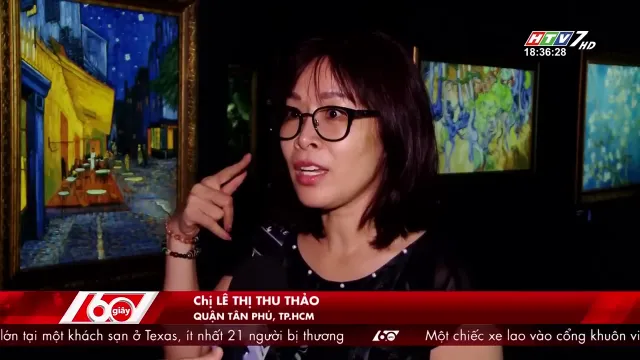 HTV7 HD
18:36:28
Chị LÊ THỊ THU THẢO
QUẬN TÂN PHÚ, TP.HCM
60 giây
lớn tại một khách sạn ở Texas, ít nhất 21 người bị thương 60 Một chiếc xe lao vào cổng khuôn vi